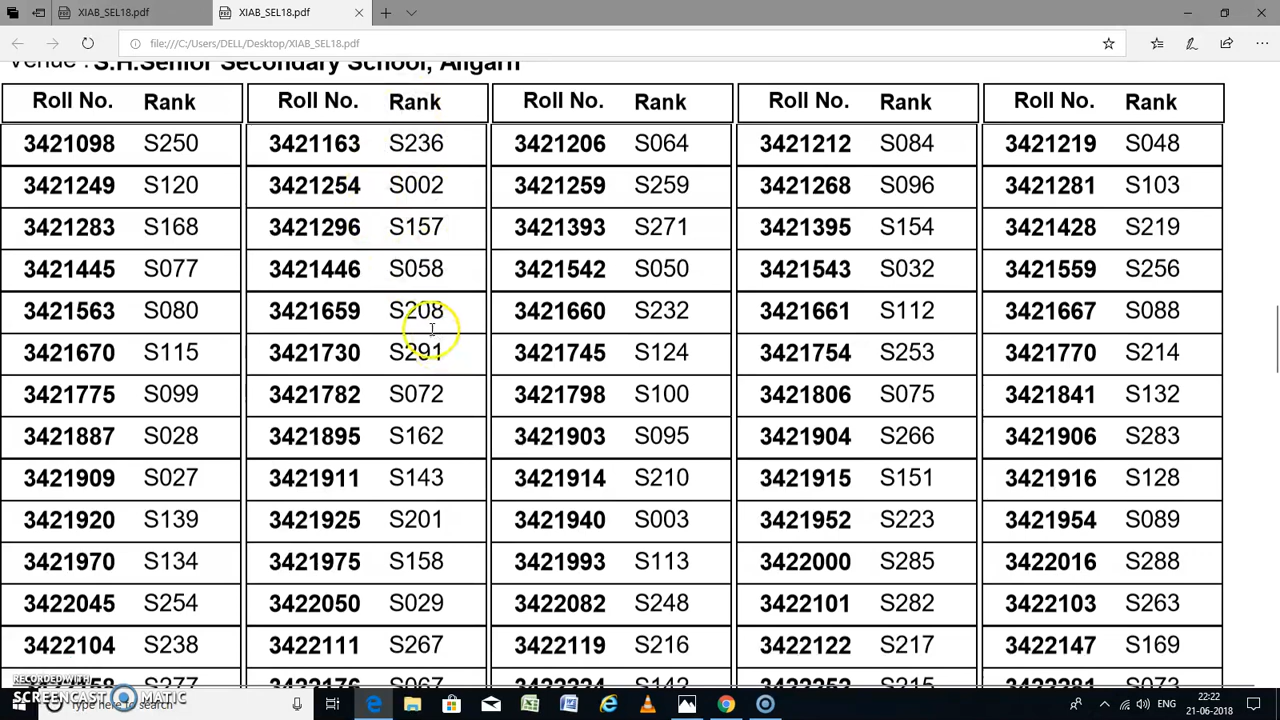 XIAB_SEL18.pdf XIAB_SEL18.pdf
file:///C:/Users/DELL/Desktop/XIAB_SEL18.pdf
Venue : S.H.Senior Secondary School, Aligarh
Roll No. Rank Roll No. Rank Roll No. Rank Roll No. Rank Roll No. Rank
3421098 S250 3421163 S236 3421206 S064 3421212 S084 3421219 S048
3421249 S120 3421254 S002 3421259 S259 3421268 S096 3421281 S103
3421283 S168 3421296 S157 3421393 S271 3421395 S154 3421428 S219
3421445 S077 3421446 S058 3421542 S050 3421543 S032 3421559 S256
3421563 S080 3421659 S208 3421660 S232 3421661 S112 3421667 S088
3421670 S115 3421730 S291 3421745 S124 3421754 S253 3421770 S214
3421775 S099 3421782 S072 3421798 S100 3421806 S075 3421841 S132
3421887 S028 3421895 S162 3421903 S095 3421904 S266 3421906 S283
3421909 S027 3421911 S143 3421914 S210 3421915 S151 3421916 S128
3421920 S139 3421925 S201 3421940 S003 3421952 S223 3421954 S089
3421970 S134 3421975 S158 3421993 S113 3422000 S285 3422016 S288
3422045 S254 3422050 S029 3422082 S248 3422101 S282 3422103 S263
3422104 S238 3422111 S267 3422119 S216 3422122 S217 3422147 S169
RECORDED WITH
SCREENCAST MATIC
Type here to search
ENG
22:22
21-06-2018